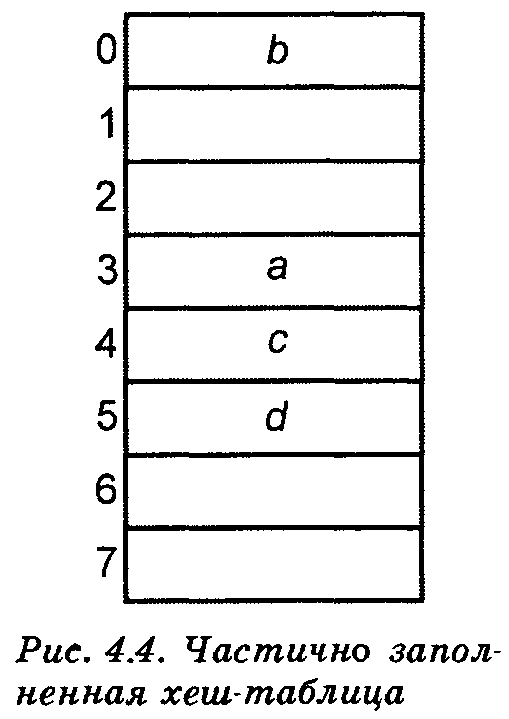 0 b
1
2
3 a
4 c
5 d
6
7
Рис. 4.4. Частично запол-
ненная хеш-таблица